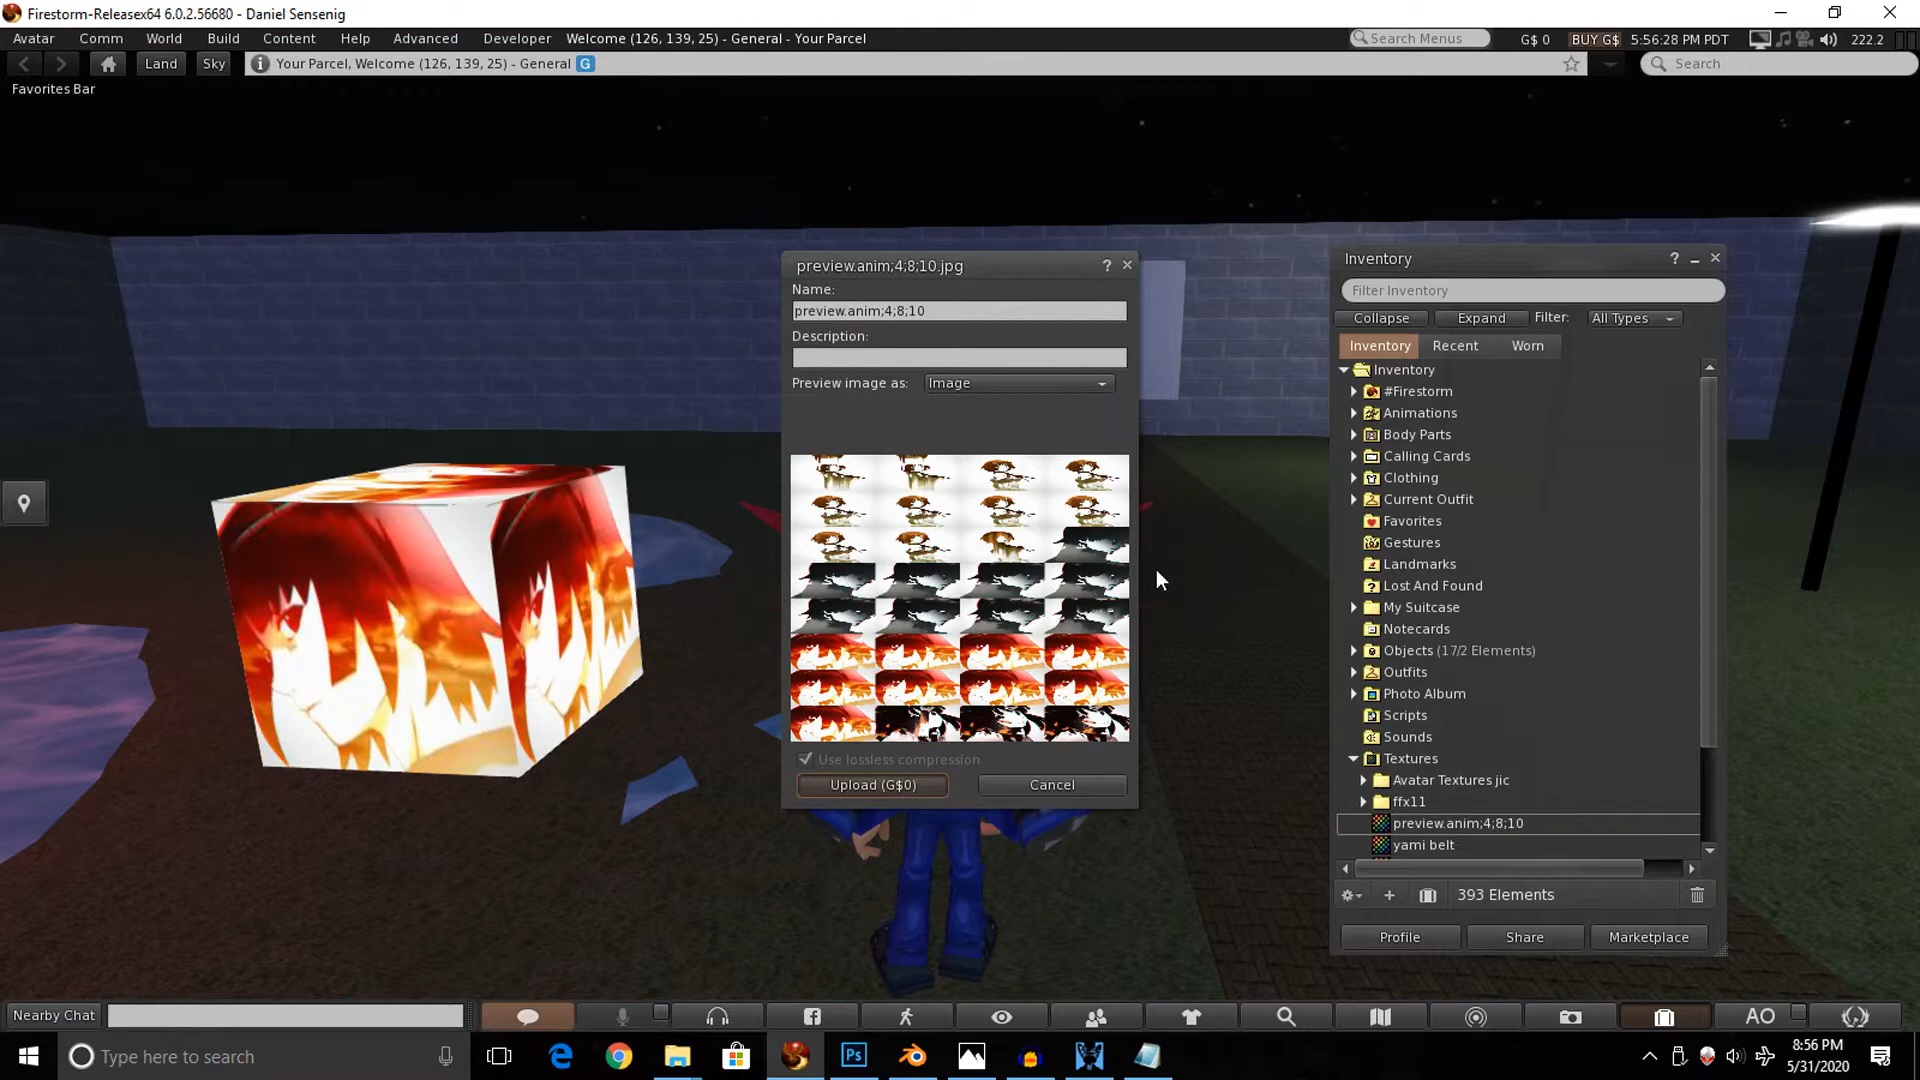 Firestorm-Releasex64 6.0.2.56680 - Daniel Sensenig
Avatar Comm World Build Content Help Advanced Developer Welcome (126, 139, 25) - General - Your Parcel Search Menus G$ 0 BUY G$ 5:56:28 PM PDT 222.2
Land Sky Your Parcel, Welcome (126, 139, 25) - General G Search
Favorites Bar
preview.anim;4;8;10.jpg ?
Name:
preview.anim;4;8;10
Description:
Preview image as: Image
Use lossless compression
Upload (G$0) Cancel
Inventory ?
Filter Inventory
Collapse Expand Filter: All Types
Inventory Recent Worn
Inventory
#Firestorm
Animations
Body Parts
Calling Cards
Clothing
Current Outfit
Favorites
Gestures
Landmarks
Lost And Found
My Suitcase
Notecards
Objects (17/2 Elements)
Outfits
Photo Album
Scripts
Sounds
Textures
Avatar Textures jic
ffx11
preview.anim;4;8;10
yami belt
393 Elements
Profile Share Marketplace
Nearby Chat AO
Type here to search Ps 8:56 PM
5/31/2020